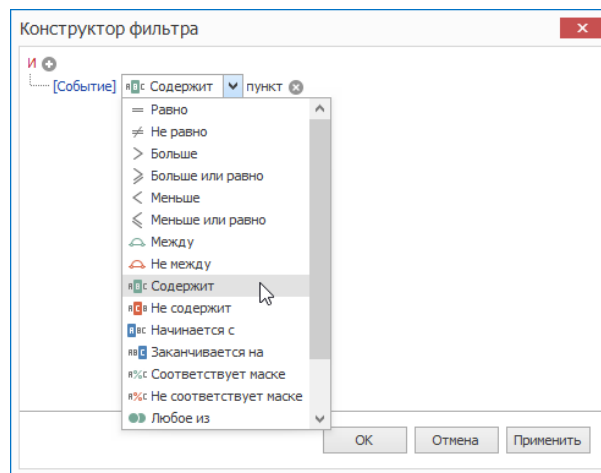 Конструктор фильтра
И
[Событие] Содержит пункт
Равно
Не равно
Больше
Больше или равно
Меньше
Меньше или равно
Между
Не между
Содержит
Не содержит
Начинается с
Заканчивается на
Соответствует маске
Не соответствует маске
Любое из
ОК Отмена Применить